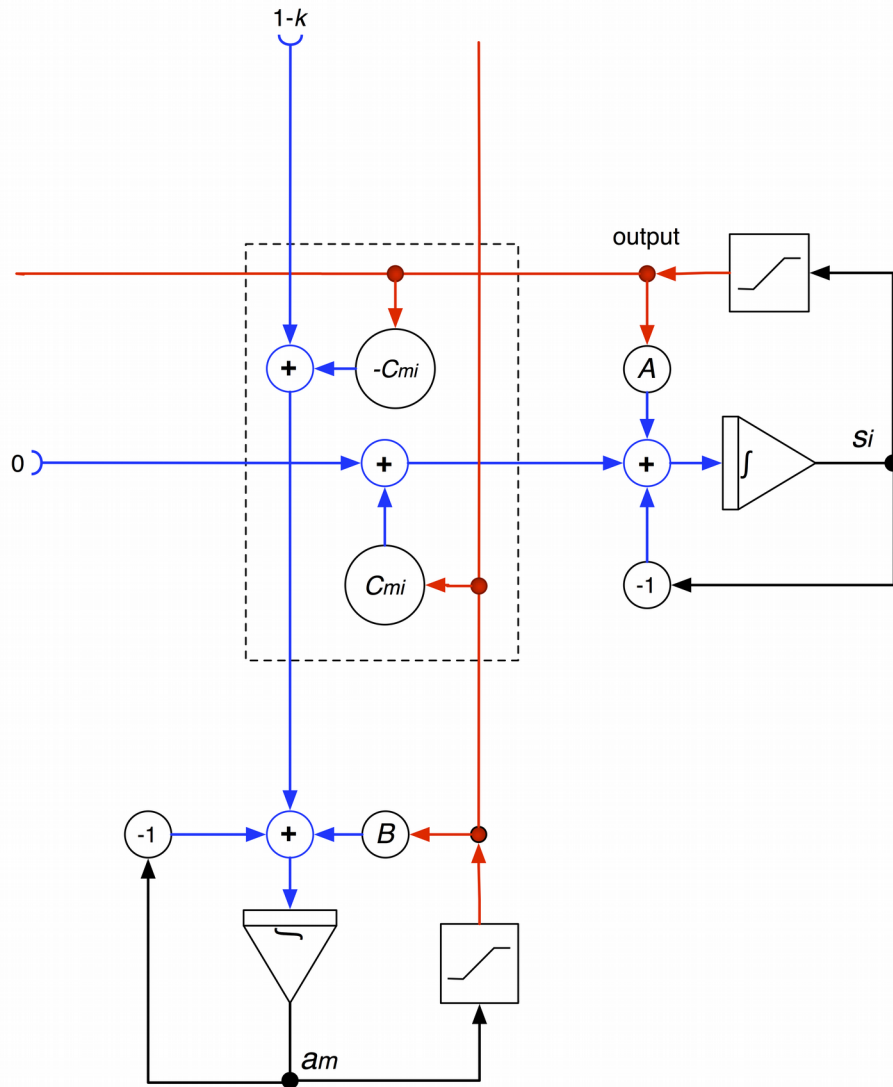 1-k
output
+
-Cmi
A
0
+
+
∫
si
Cmi
-1
-1
+
B
∫
am